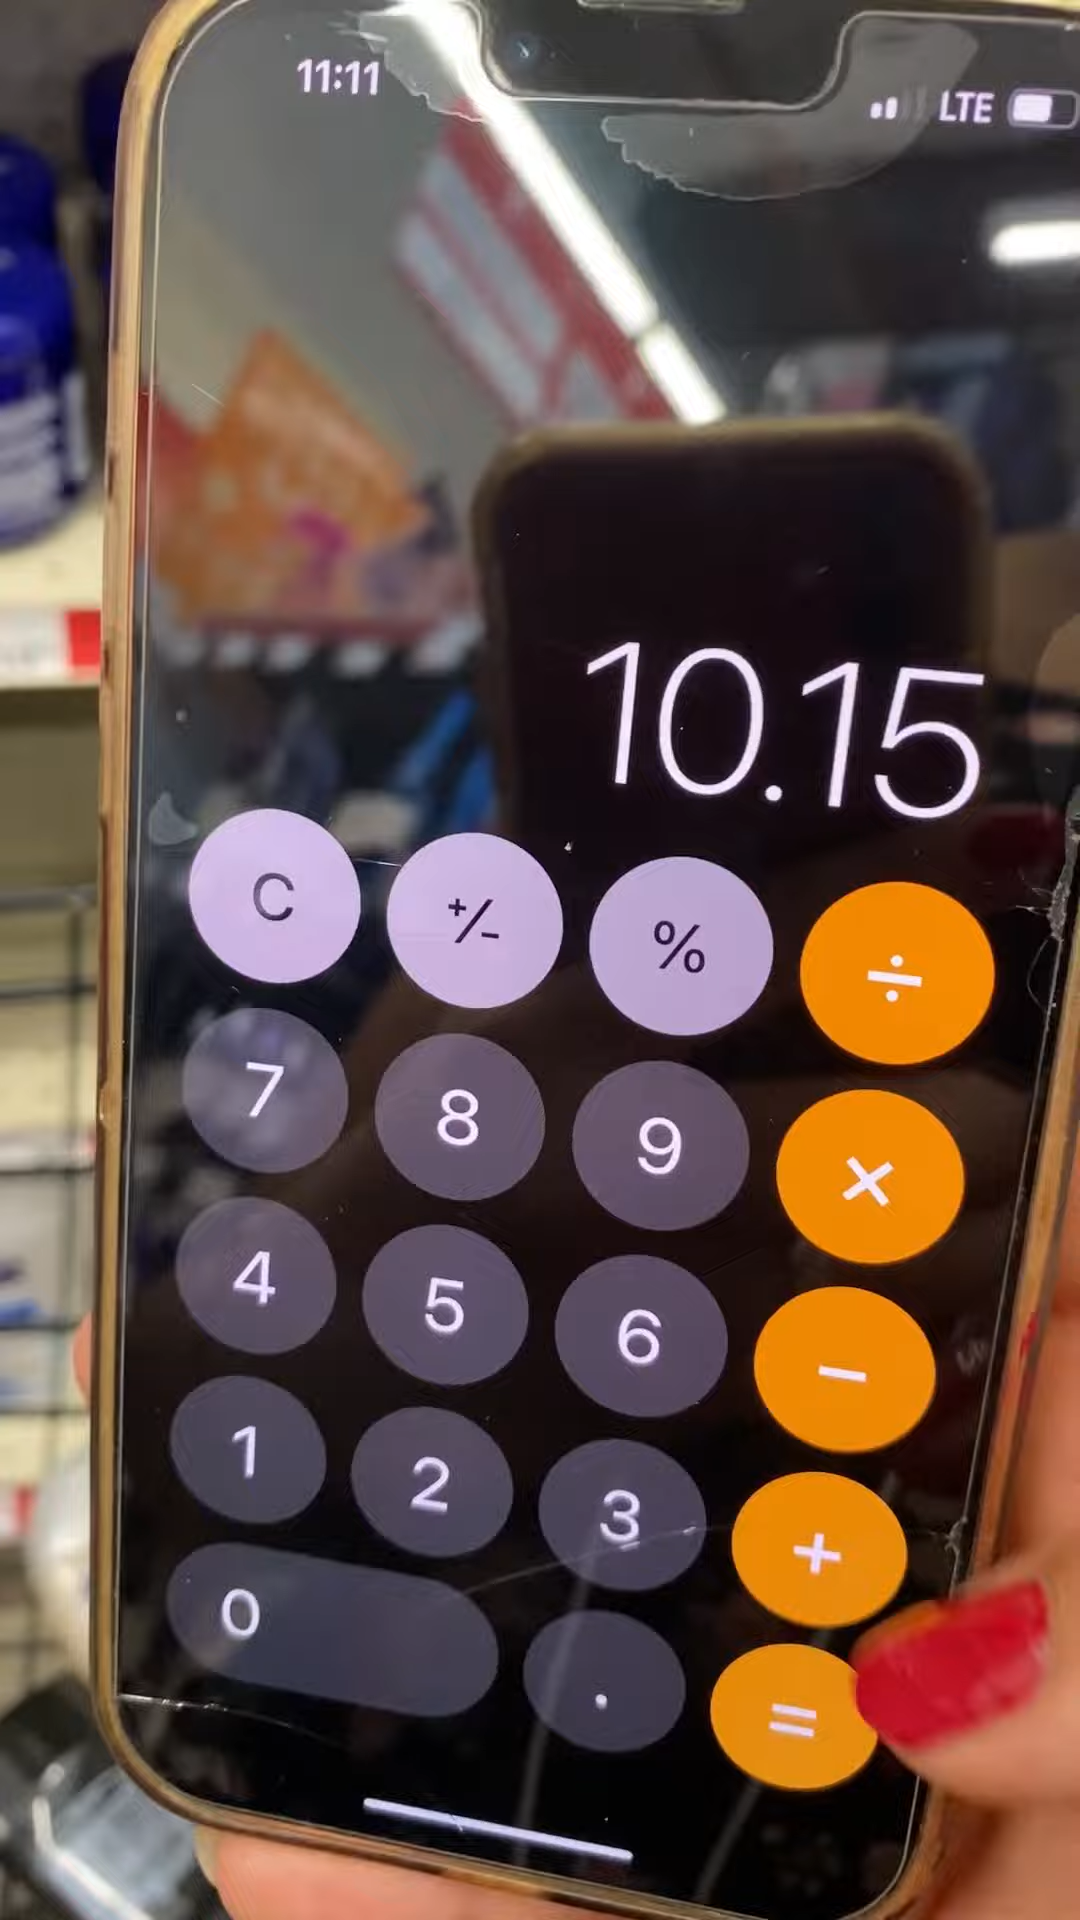 11:11 LTE
10.15
C +/- % ÷
7 8 9 ×
4 5 6 −
1 2 3 +
0 . =